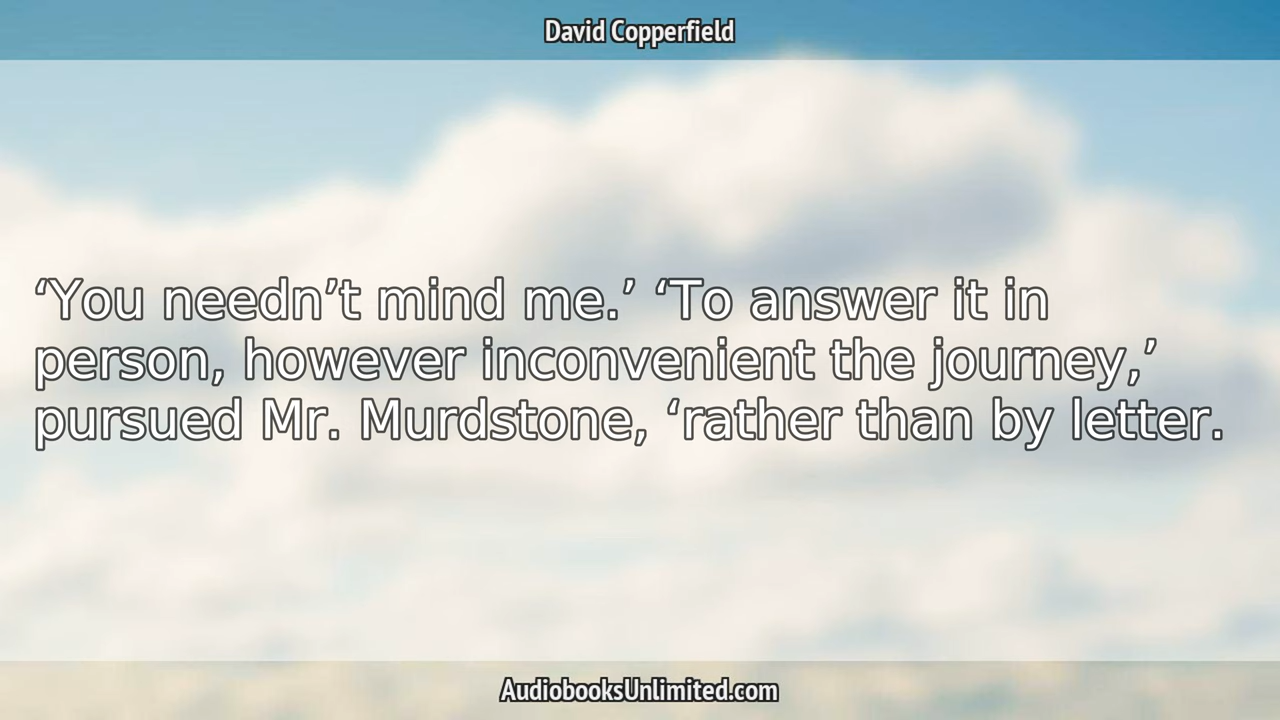 David Copperfield
‘You needn’t mind me.’ ‘To answer it in
person, however inconvenient the journey,’
pursued Mr. Murdstone, ‘rather than by letter.
AudiobooksUnlimited.com